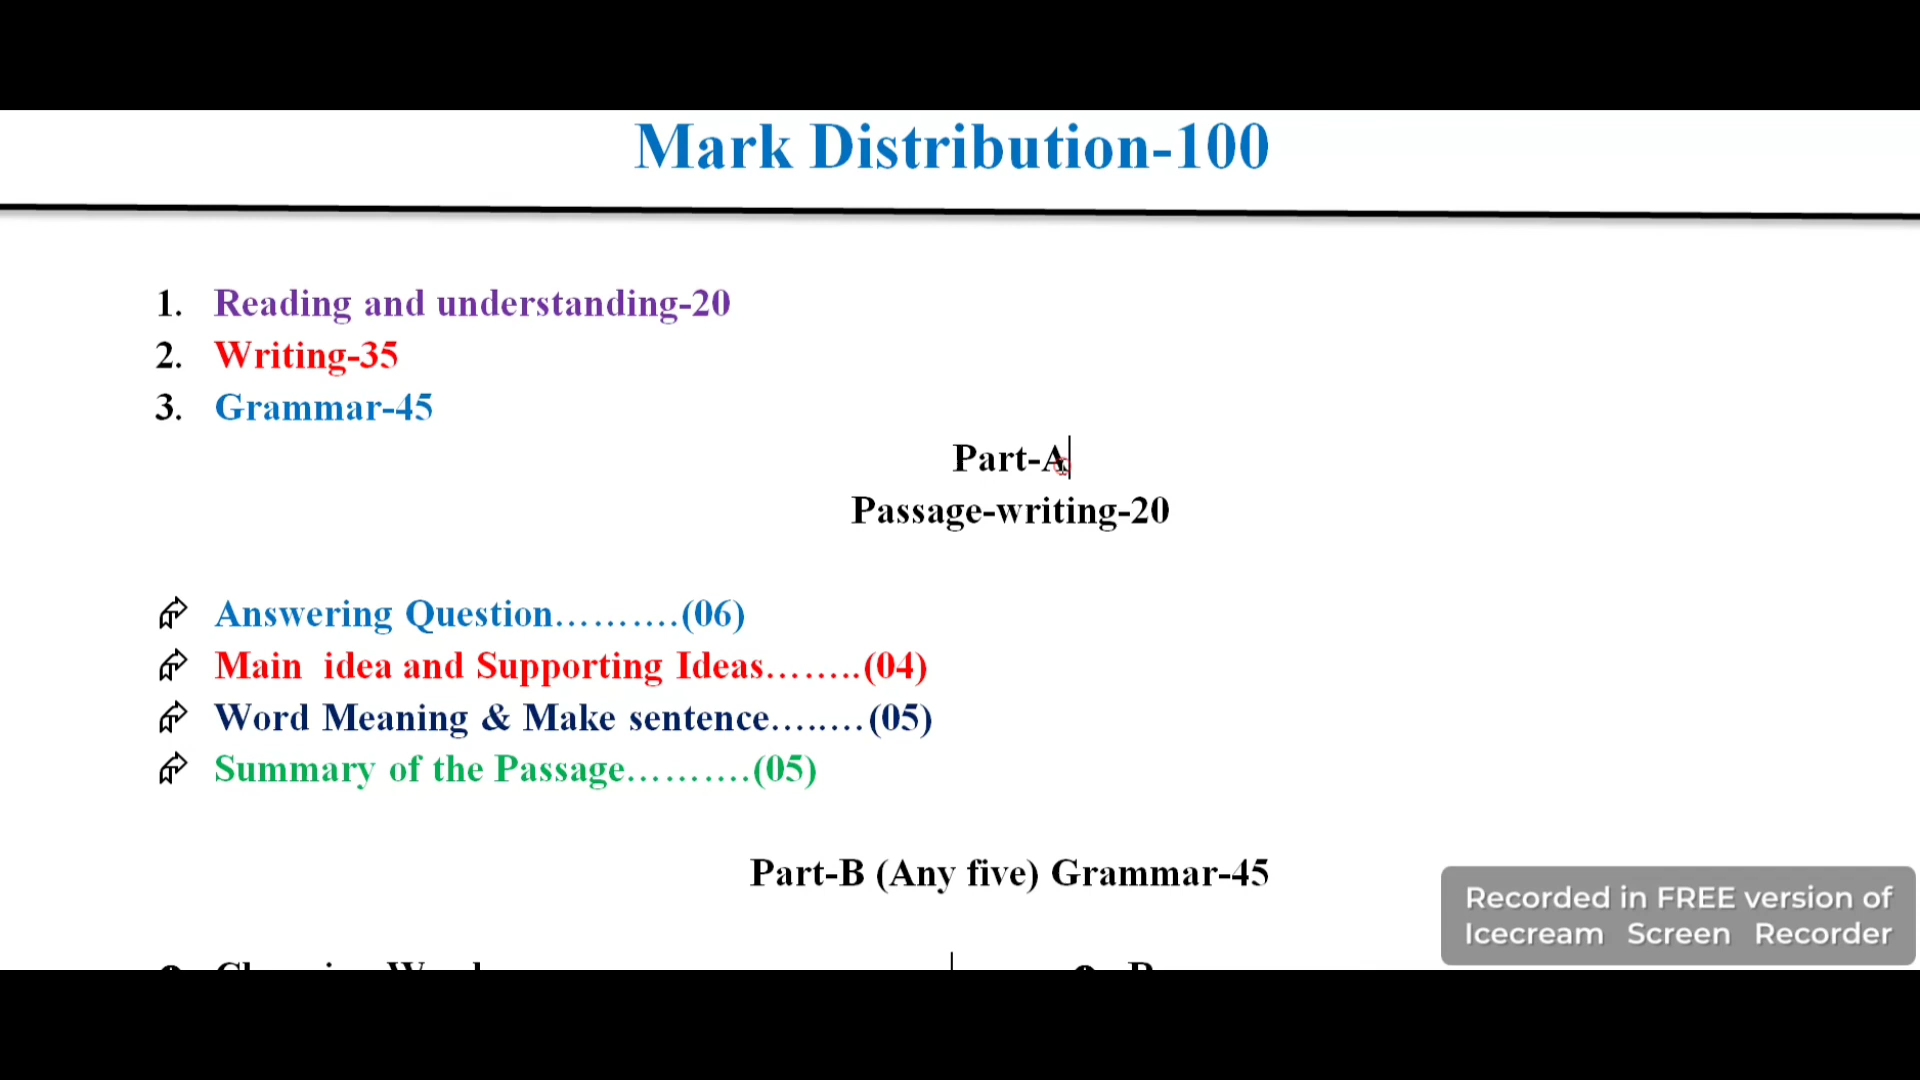 Mark Distribution-100
1. Reading and understanding-20
2. Writing-35
3. Grammar-45
Part-A
Passage-writing-20
Answering Question……….(06)
Main idea and Supporting Ideas……..(04)
Word Meaning & Make sentence……..(05)
Summary of the Passage……….(05)
Part-B (Any five) Grammar-45
Recorded in FREE version of
Icecream Screen Recorder